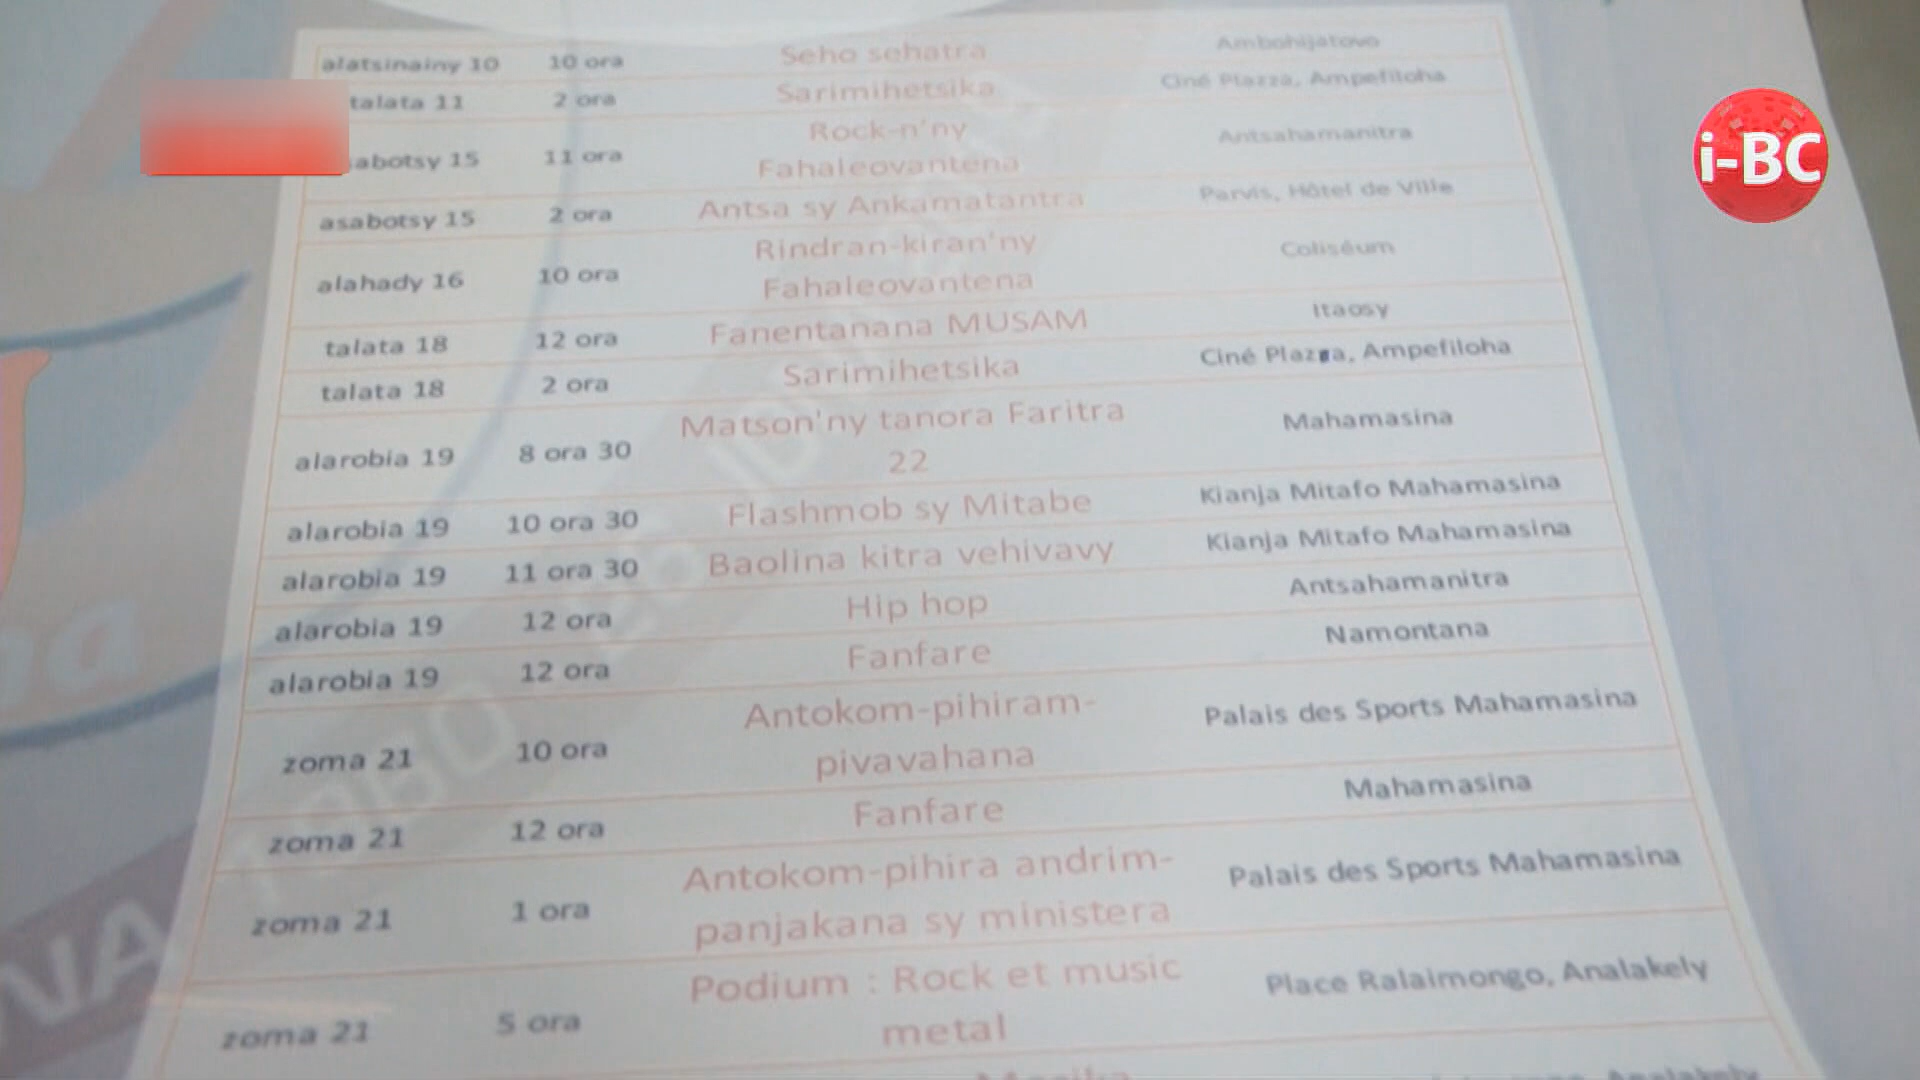 alatsinainy 10 10 ora Seho sehatra Ambohijatovo
talata 11 2 ora Sarimihetsika Ciné Plazza, Ampefiloha
asabotsy 15 11 ora Rock-n'ny Antsahamanitra
Fahaleovantena
asabotsy 15 2 ora Antsa sy Ankamatantra Parvis, Hôtel de Ville
alahady 16 10 ora Rindran-kiran'ny Coliséum
Fahaleovantena
talata 18 12 ora Fanentanana MUSAM Itaosy
talata 18 2 ora Sarimihetsika Ciné Plazza, Ampefiloha
alarobia 19 8 ora 30 Matson'ny tanora Faritra Mahamasina
22
alarobia 19 10 ora 30 Flashmob sy Mitabe Kianja Mitafo Mahamasina
alarobia 19 11 ora 30 Baolina kitra vehivavy Kianja Mitafo Mahamasina
alarobia 19 12 ora Hip hop Antsahamanitra
alarobia 19 12 ora Fanfare Namontana
zoma 21 10 ora Antokom-pihiram- Palais des Sports Mahamasina
pivavahana
zoma 21 12 ora Fanfare Mahamasina
zoma 21 1 ora Antokom-pihira andrim- Palais des Sports Mahamasina
panjakana sy ministera
zoma 21 5 ora Podium : Rock et music Place Ralaimongo, Analakely
metal
i-BC